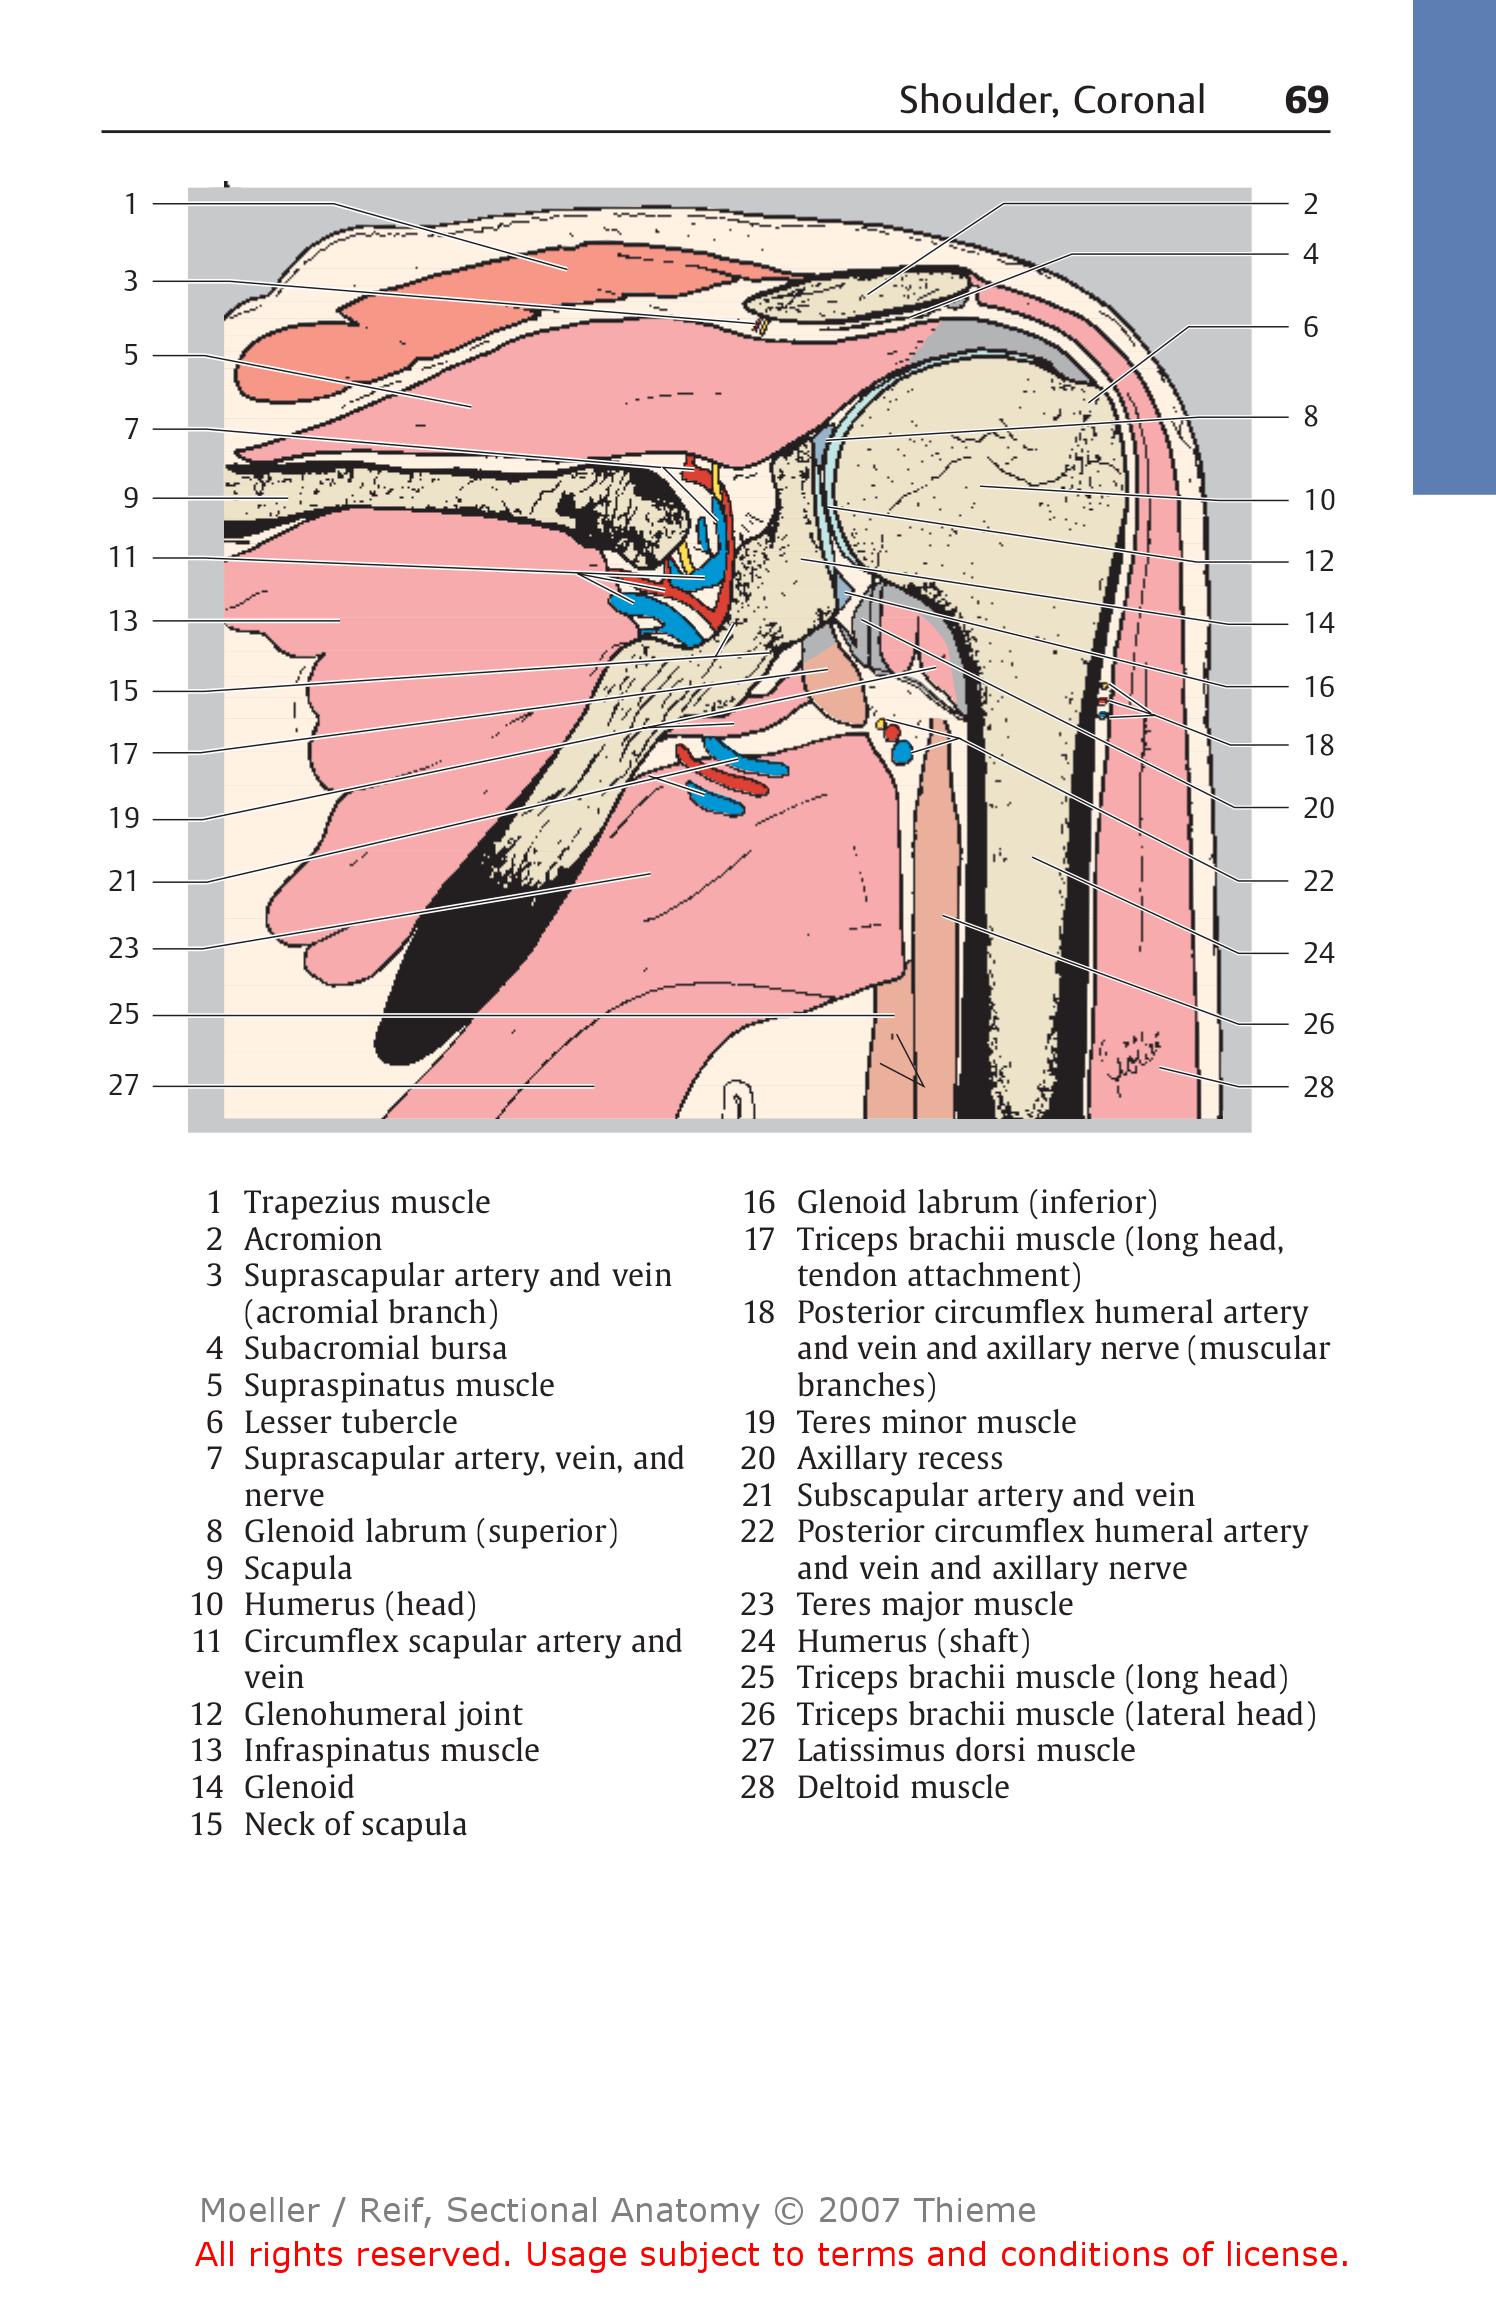 Shoulder, Coronal 69
1
2
3
4
5
6
7
8
9
10
11
12
13
14
15
16
17
18
19
20
21
22
23
24
25
26
27
28
1 Trapezius muscle
2 Acromion
3 Suprascapular artery and vein
(acromial branch)
4 Subacromial bursa
5 Supraspinatus muscle
6 Lesser tubercle
7 Suprascapular artery, vein, and
nerve
8 Glenoid labrum (superior)
9 Scapula
10 Humerus (head)
11 Circumflex scapular artery and
vein
12 Glenohumeral joint
13 Infraspinatus muscle
14 Glenoid
15 Neck of scapula
16 Glenoid labrum (inferior)
17 Triceps brachii muscle (long head,
tendon attachment)
18 Posterior circumflex humeral artery
and vein and axillary nerve (muscular
branches)
19 Teres minor muscle
20 Axillary recess
21 Subscapular artery and vein
22 Posterior circumflex humeral artery
and vein and axillary nerve
23 Teres major muscle
24 Humerus (shaft)
25 Triceps brachii muscle (long head)
26 Triceps brachii muscle (lateral head)
27 Latissimus dorsi muscle
28 Deltoid muscle
Moeller / Reif, Sectional Anatomy © 2007 Thieme
All rights reserved. Usage subject to terms and conditions of license.